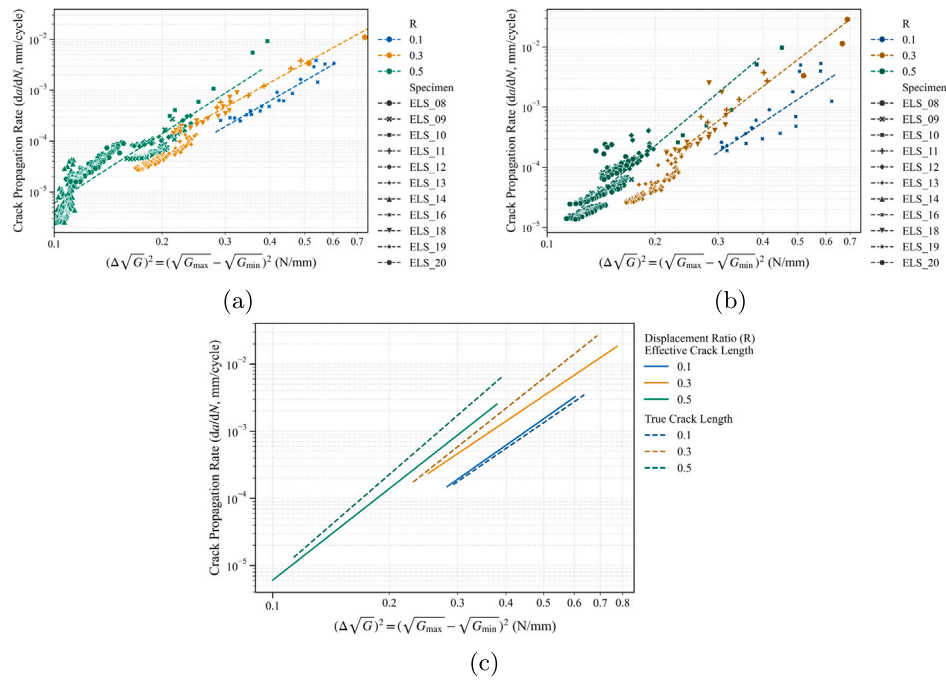 (a)
Crack Propagation Rate (da/dN, mm/cycle)
10⁻²
10⁻³
10⁻⁴
10⁻⁵
0.1
0.2
0.3
0.4
0.5
0.6
0.7
(Δ√G)² = (√Gmax − √Gmin)² (N/mm)
R
0.1
0.3
0.5
Specimen
ELS_08
ELS_09
ELS_10
ELS_11
ELS_12
ELS_13
ELS_14
ELS_16
ELS_18
ELS_19
ELS_20
(b)
Crack Propagation Rate (da/dN, mm/cycle)
10⁻²
10⁻³
10⁻⁴
10⁻⁵
0.1
0.2
0.3
0.4
0.5
0.6
0.7
(Δ√G)² = (√Gmax − √Gmin)² (N/mm)
R
0.1
0.3
0.5
Specimen
ELS_08
ELS_09
ELS_10
ELS_11
ELS_12
ELS_13
ELS_14
ELS_16
ELS_18
ELS_19
ELS_20
Crack Propagation Rate (da/dN, mm/cycle)
10⁻²
10⁻³
10⁻⁴
10⁻⁵
0.1
0.2
0.3
0.4
0.5
0.6
0.7
0.8
(Δ√G)² = (√Gmax − √Gmin)² (N/mm)
Displacement Ratio (R)
Effective Crack Length
0.1
0.3
0.5
True Crack Length
0.1
0.3
0.5
(c)